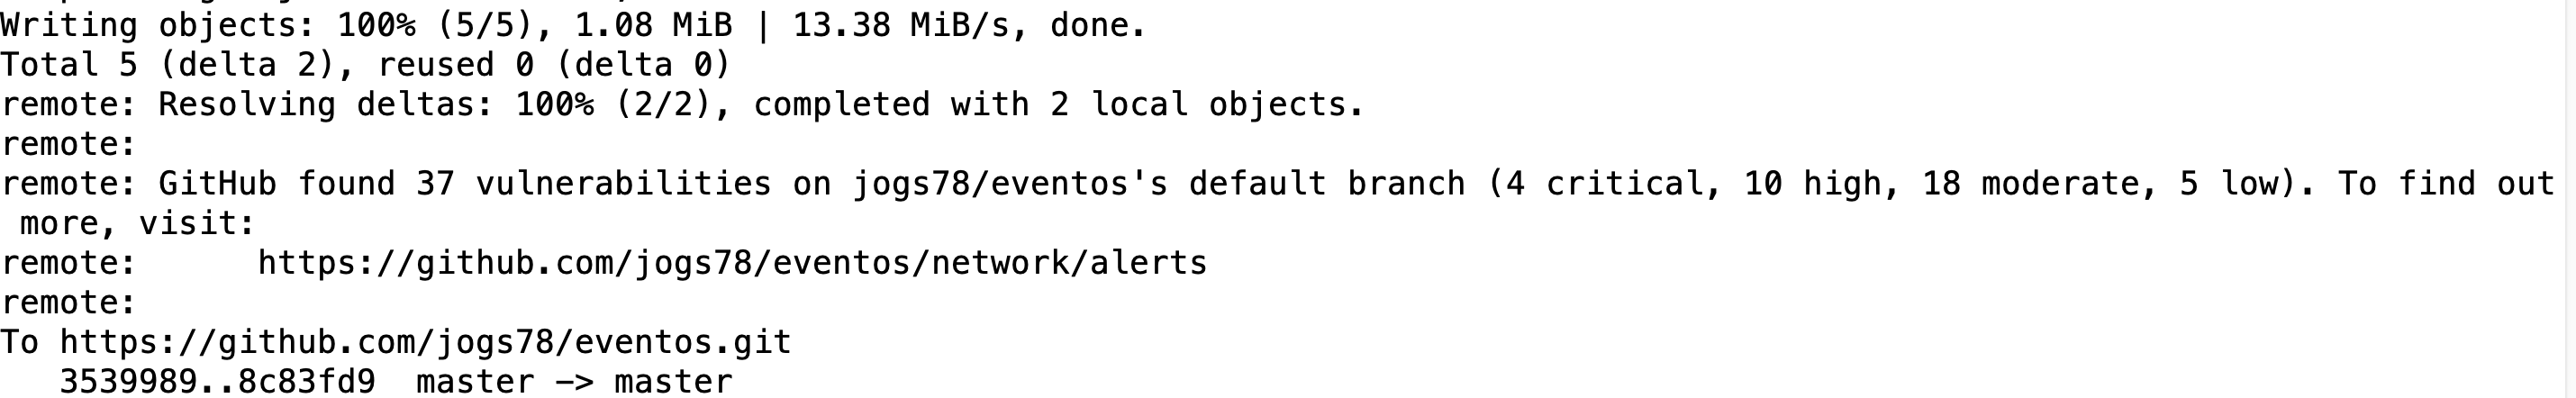 Writing objects: 100% (5/5), 1.08 MiB | 13.38 MiB/s, done.
Total 5 (delta 2), reused 0 (delta 0)
remote: Resolving deltas: 100% (2/2), completed with 2 local objects.
remote:
remote: GitHub found 37 vulnerabilities on jogs78/eventos's default branch (4 critical, 10 high, 18 moderate, 5 low). To find out
 more, visit:
remote:      https://github.com/jogs78/eventos/network/alerts
remote:
To https://github.com/jogs78/eventos.git
   3539989..8c83fd9  master -> master